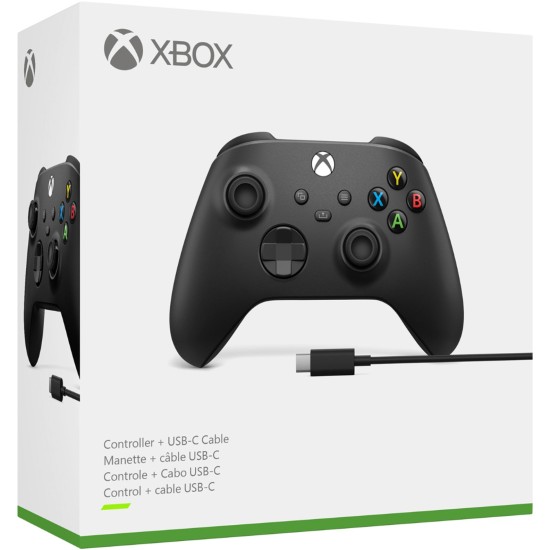 XBOX
Y
X
B
A
Controller + USB-C Cable
Manette + câble USB-C
Controle + Cabo USB-C
Control + cable USB-C